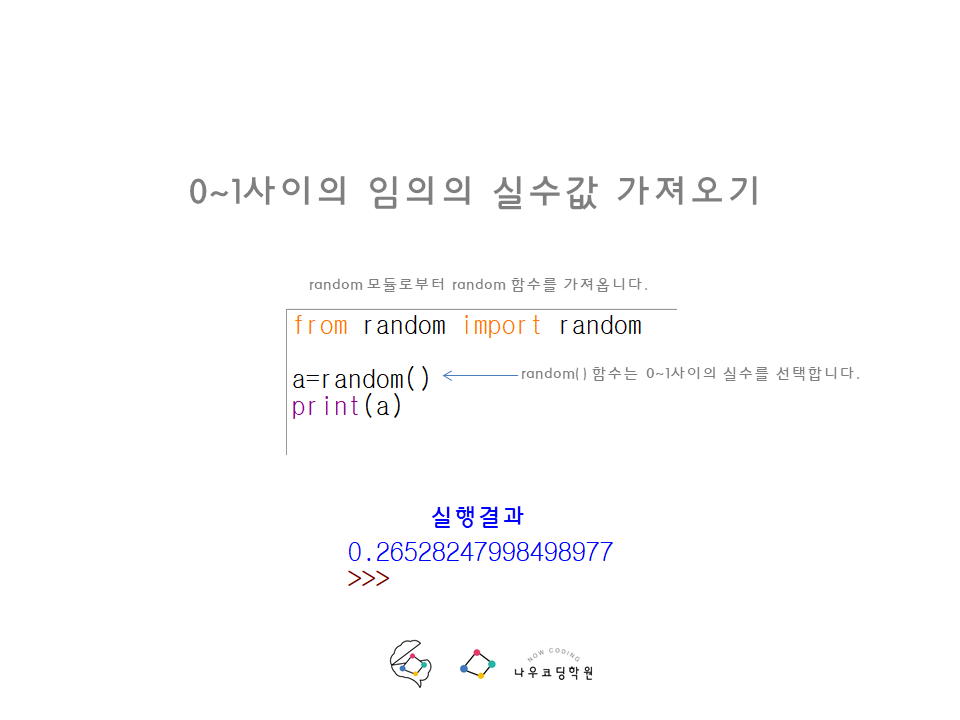 0~1사이의 임의의 실수값 가져오기
random 모듈로부터 random 함수를 가져옵니다.
from random import random
a=random()
random( ) 함수는 0~1사이의 실수를 선택합니다.
print(a)
실행결과
0.26528247998498977
>>>
NOW CODING
나우코딩학원